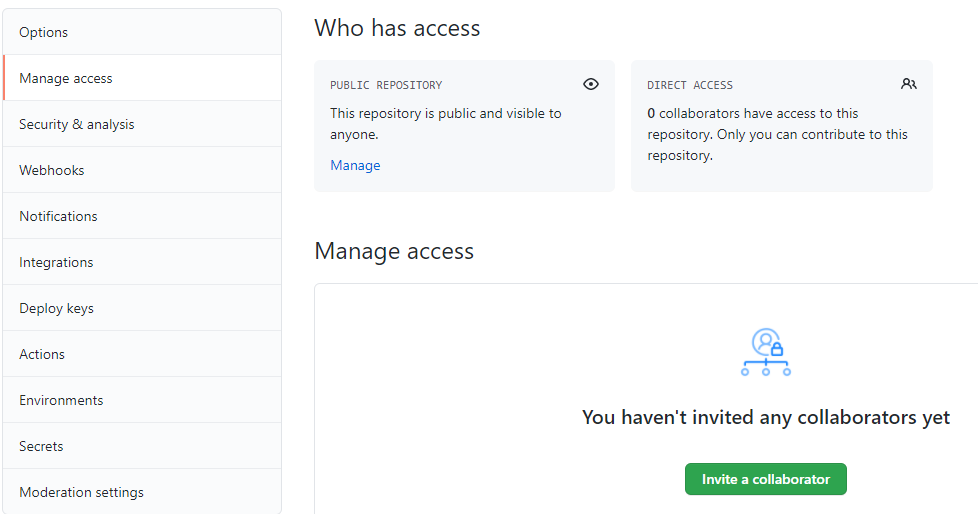 Options
Manage access
Security & analysis
Webhooks
Notifications
Integrations
Deploy keys
Actions
Environments
Secrets
Moderation settings
Who has access
PUBLIC REPOSITORY
This repository is public and visible to
anyone.
Manage
DIRECT ACCESS
0 collaborators have access to this
repository. Only you can contribute to this
repository.
Manage access
You haven't invited any collaborators yet
Invite a collaborator